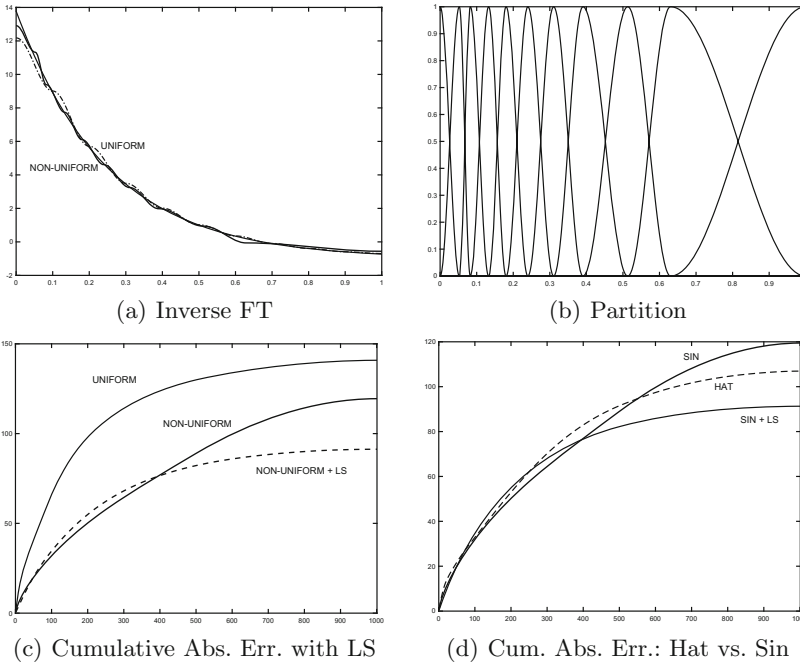 14
12
10
8
6
4
2
0
-2
UNIFORM
NON-UNIFORM
0 0.1 0.2 0.3 0.4 0.5 0.6 0.7 0.8 0.9 1
(a) Inverse FT
1
0.9
0.8
0.7
0.6
0.5
0.4
0.3
0.2
0.1
0
0 0.1 0.2 0.3 0.4 0.5 0.6 0.7 0.8 0.9
(b) Partition
150
100
50
0
UNIFORM
NON-UNIFORM
NON-UNIFORM + LS
0 100 200 300 400 500 600 700 800 900 1000
(c) Cumulative Abs. Err. with LS
120
100
80
60
40
20
0
SIN
HAT
SIN + LS
0 100 200 300 400 500 600 700 800 900 1000
(d) Cum. Abs. Err.: Hat vs. Sin